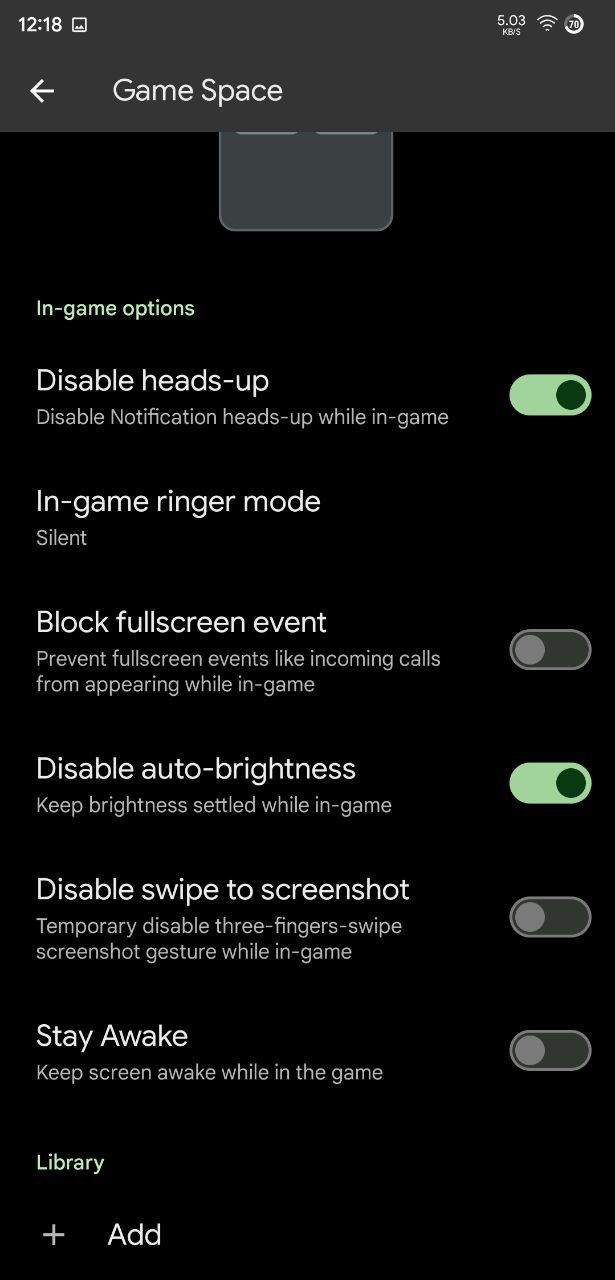 12:18
5.03
KB/S
70
Game Space
In-game options
Disable heads-up
Disable Notification heads-up while in-game
In-game ringer mode
Silent
Block fullscreen event
Prevent fullscreen events like incoming calls
from appearing while in-game
Disable auto-brightness
Keep brightness settled while in-game
Disable swipe to screenshot
Temporary disable three-fingers-swipe
screenshot gesture while in-game
Stay Awake
Keep screen awake while in the game
Library
+ Add